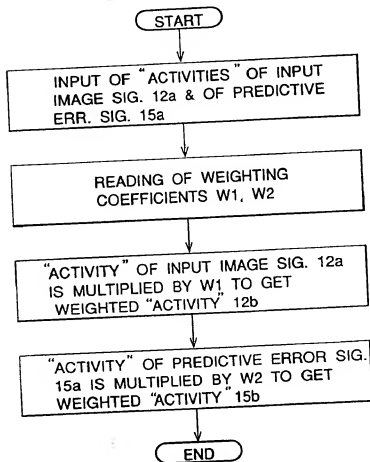 START
INPUT OF "ACTIVITIES" OF INPUT
IMAGE SIG. 12a & OF PREDICTIVE
ERR. SIG. 15a
READING OF WEIGHTING
COEFFICIENTS W1, W2
"ACTIVITY" OF INPUT IMAGE SIG. 12a
IS MULTIPLIED BY W1 TO GET
WEIGHTED "ACTIVITY" 12b
"ACTIVITY" OF PREDICTIVE ERROR SIG.
15a IS MULTIPLIED BY W2 TO GET
WEIGHTED "ACTIVITY" 15b
END